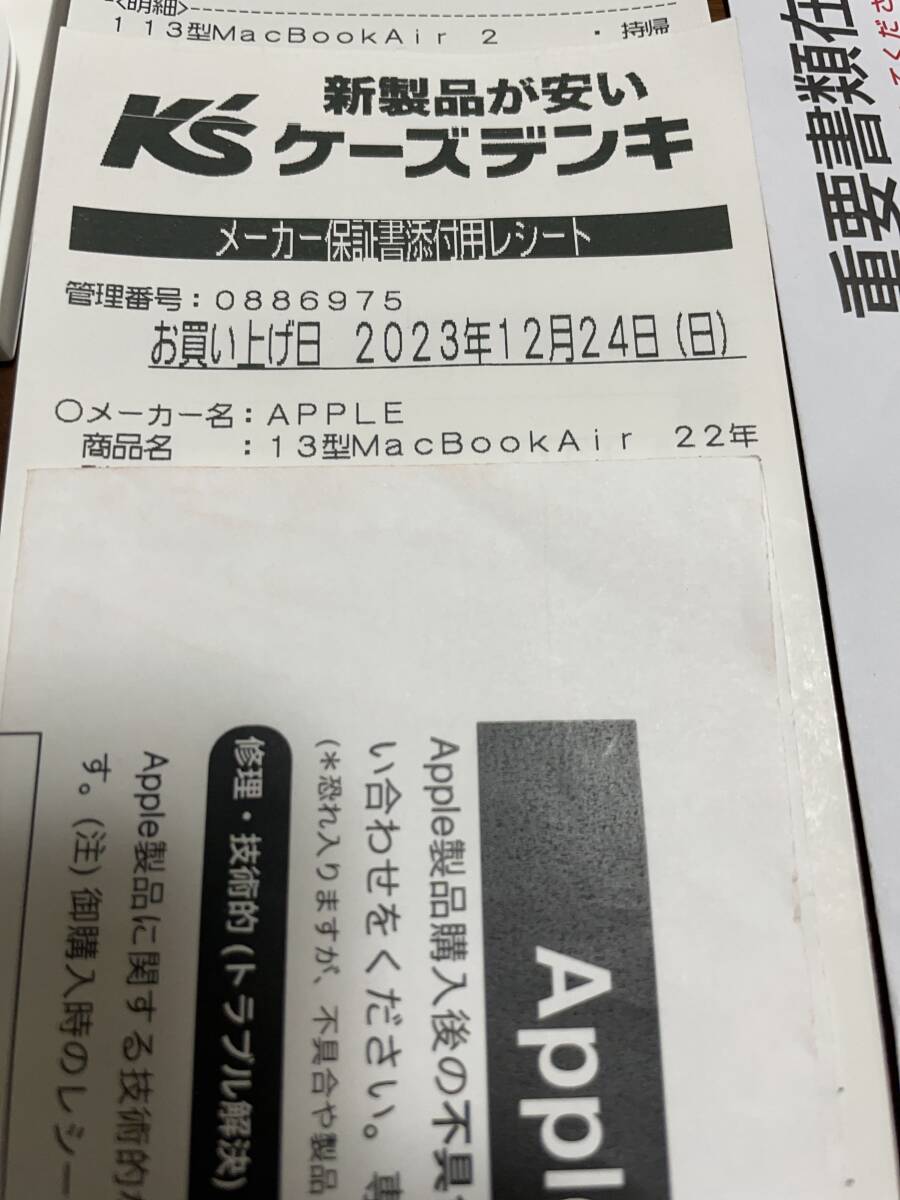 <明細>
1 13型MacBookAir 2 ・持帰
K's 新製品が安い
ケーズデンキ
メーカー保証書添付用レシート
管理番号:0886975
お買い上げ日 2023年12月24日(日)
○メーカー名:APPLE
商品名 :13型MacBookAir 22年
Appl
Apple製品購入後の不具
い合わせをください。専
(*恐れ入りますが、不具合や製品
修理・技術的(トラブル解決)
Apple製品に関する技術的
す。(注)御購入時のレシー
重要書類在
ください